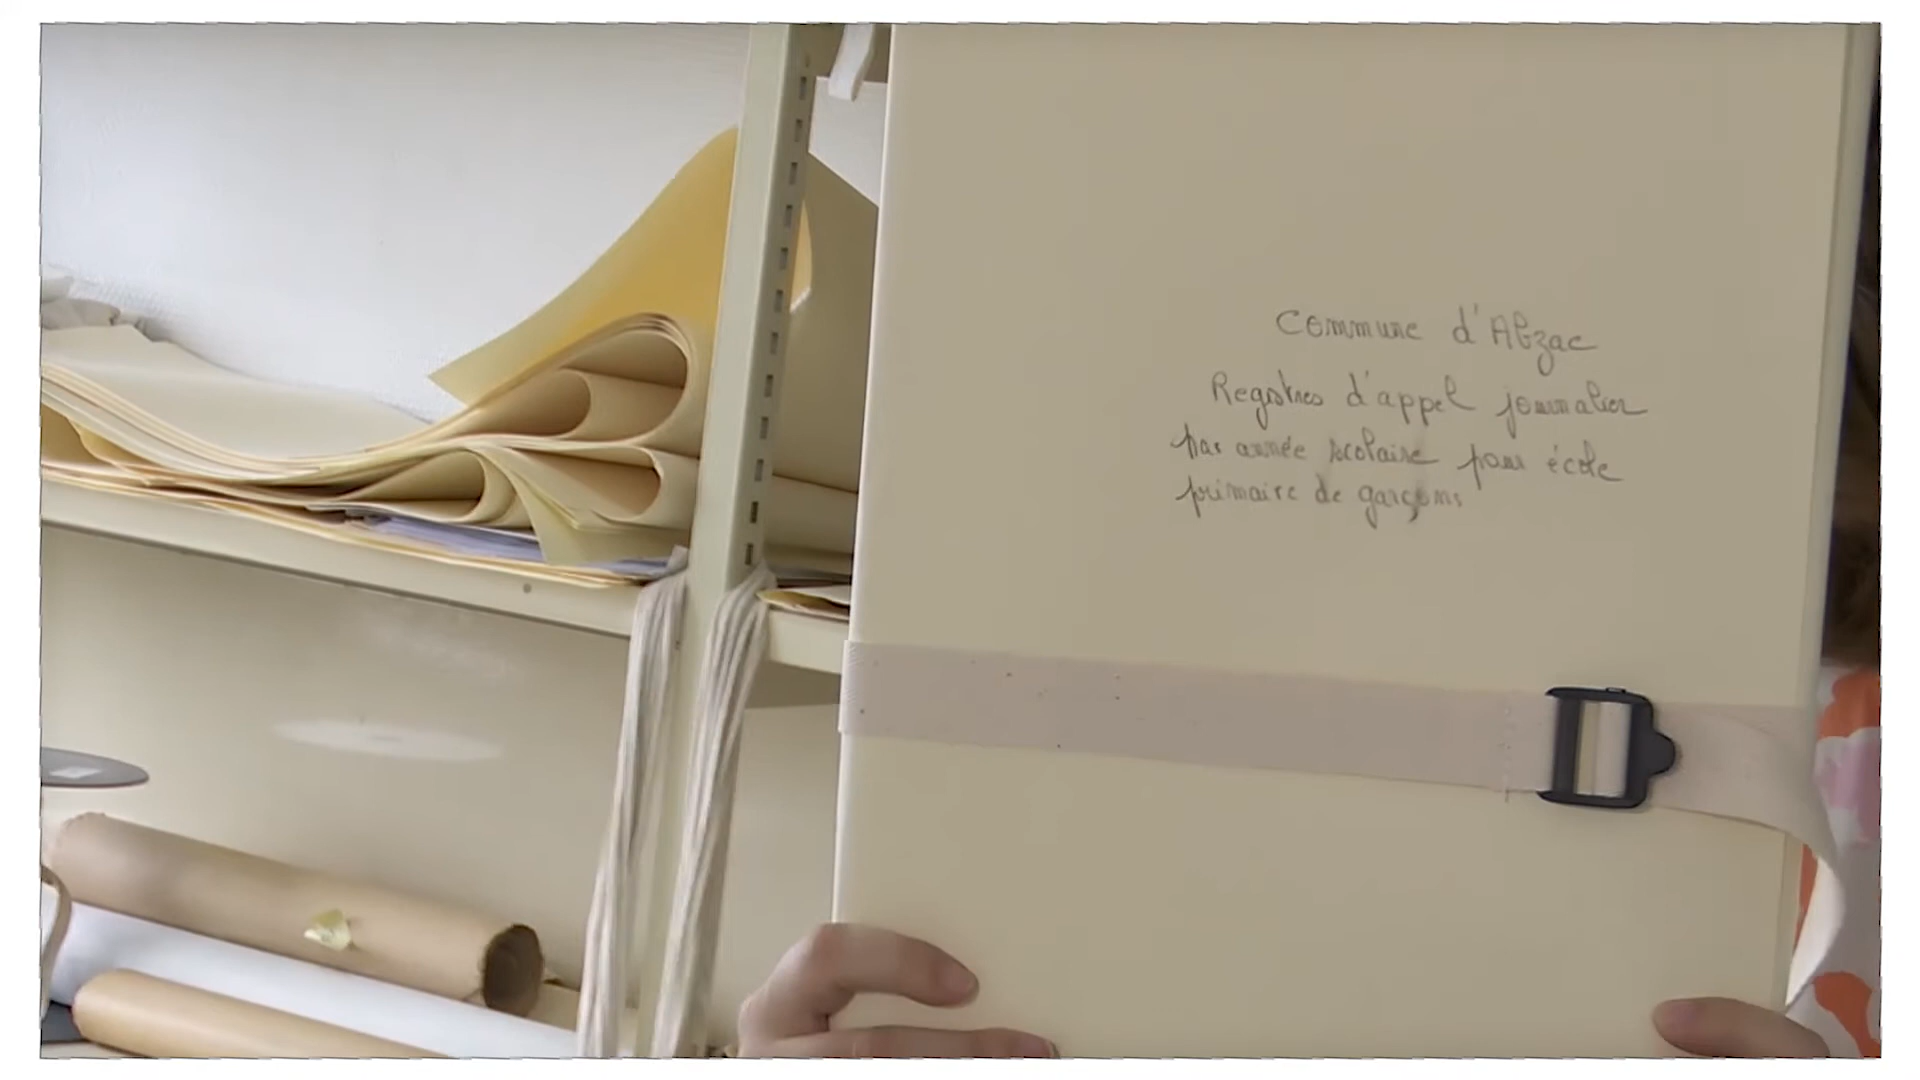 Commune d'Abzac
Registres d'appel journalier
par année scolaire pour école
primaire de garçons